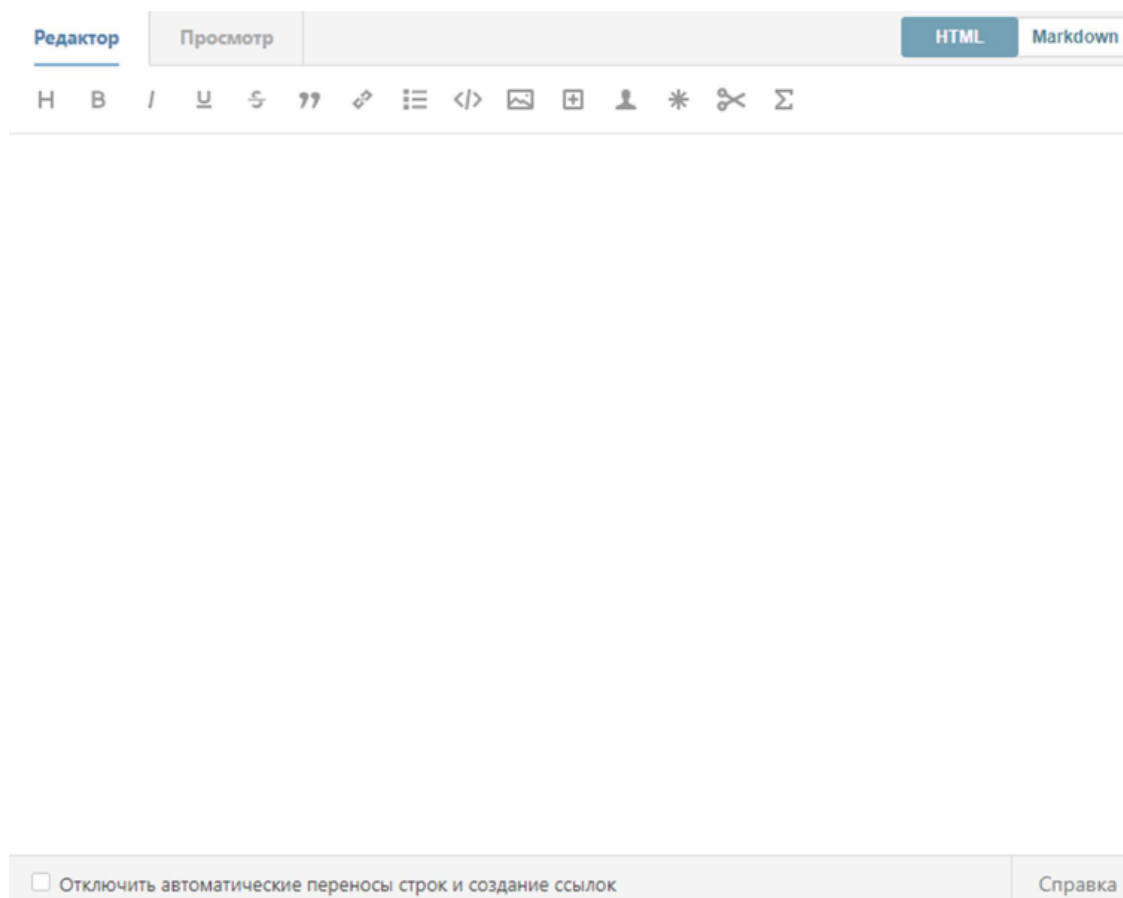 Редактор Просмотр HTML Markdown
H B I U S ” </> Σ
Отключить автоматические переносы строк и создание ссылок Справка